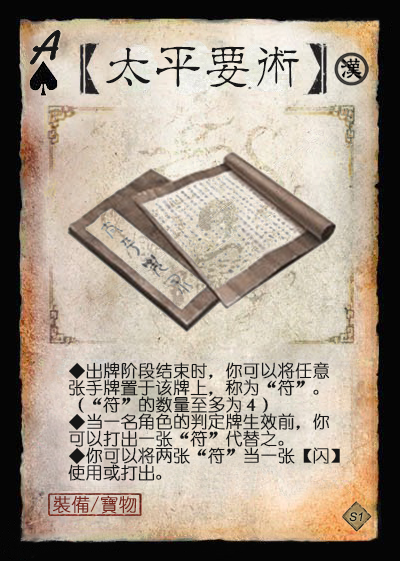 A
【太平要術】
漢
◆出牌阶段结束时，你可以将任意
张手牌置于该牌上，称为“符”。
（“符”的数量至多为4）
◆当一名角色的判定牌生效前，你
可以打出一张“符”代替之。
◆你可以将两张“符”当一张【闪】
使用或打出。
裝備/寶物
S1